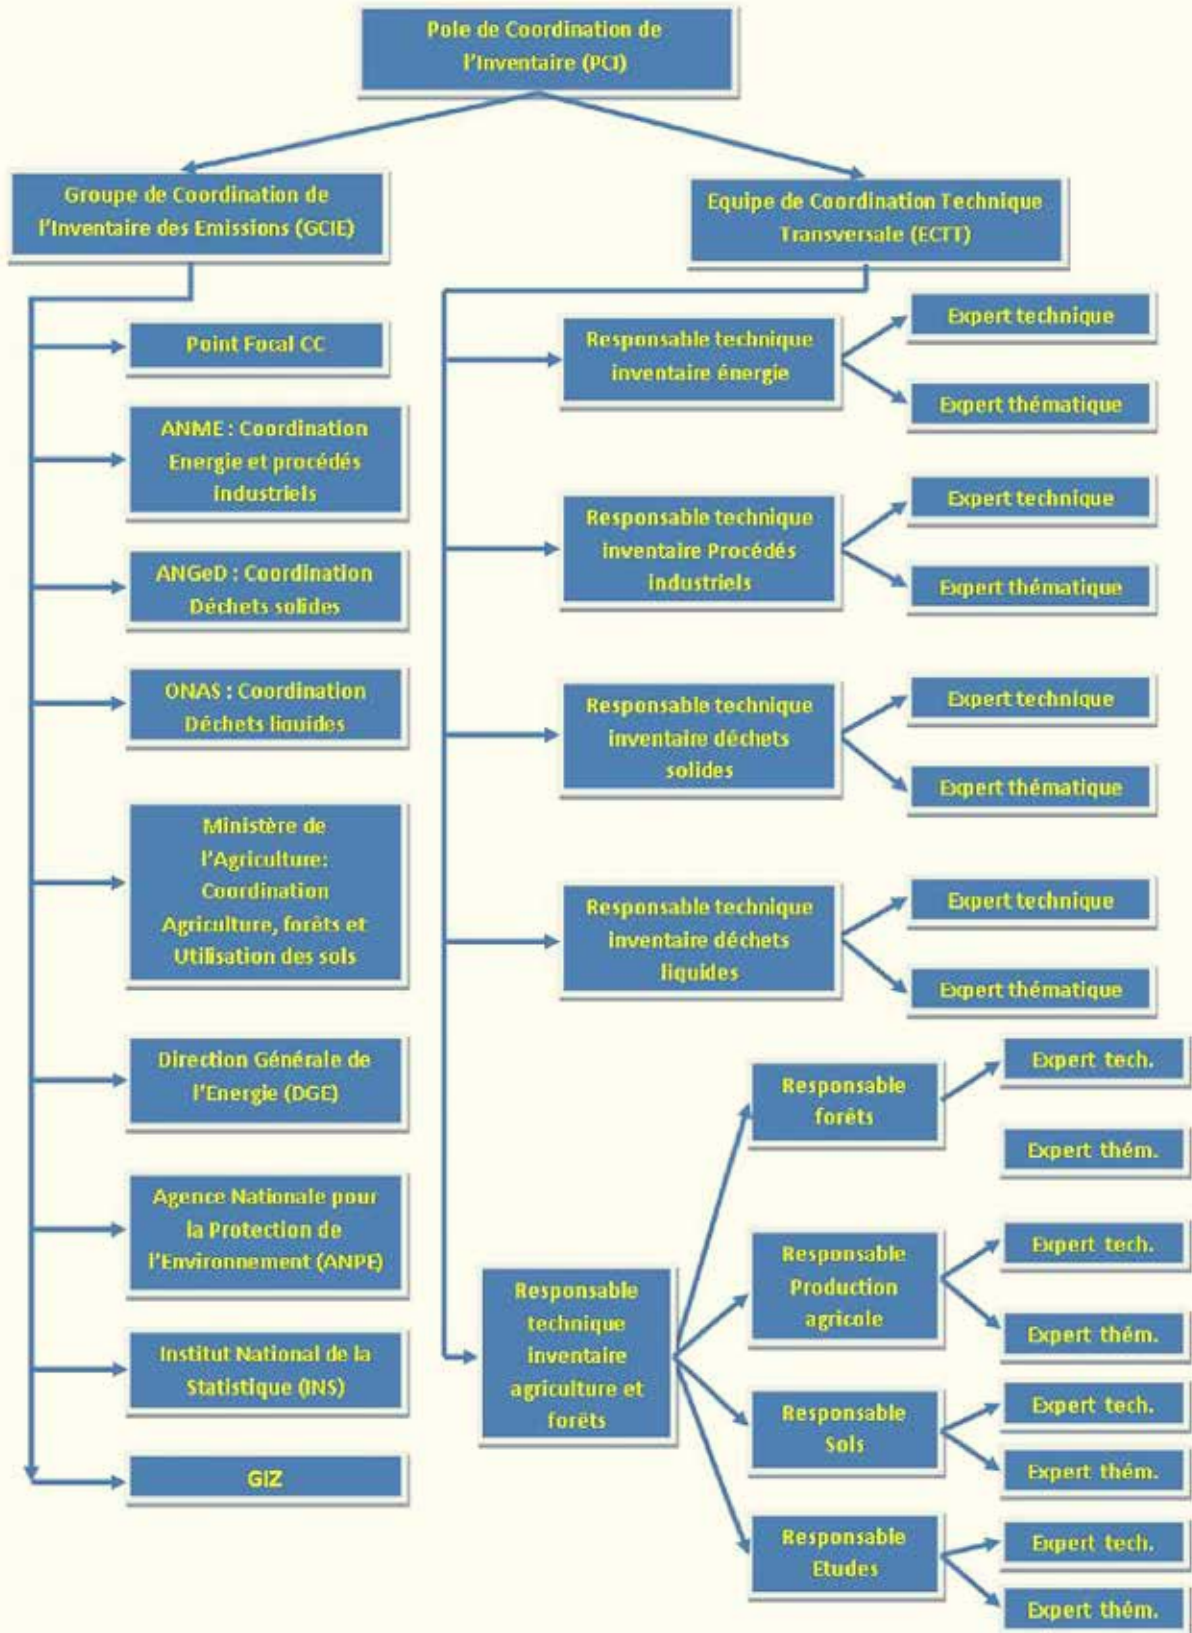 Pole de Coordination de
l'Inventaire (PCI)
Groupe de Coordination de
l'Inventaire des Emissions (GCIE)
Equipe de Coordination Technique
Transversale (ECTT)
Point Focal CC
ANME : Coordination
Energie et procédés
industriels
ANGeD : Coordination
Déchets solides
ONAS : Coordination
Déchets liquides
Ministère de
l'Agriculture:
Coordination
Agriculture, forêts et
Utilisation des sols
Direction Générale de
l'Energie (DGE)
Agence Nationale pour
la Protection de
l'Environnement (ANPE)
Institut National de la
Statistique (INS)
GIZ
Responsable technique
inventaire énergie
Expert technique
Expert thématique
Responsable technique
inventaire Procédés
industriels
Expert technique
Expert thématique
Responsable technique
inventaire déchets
solides
Expert technique
Expert thématique
Responsable technique
inventaire déchets
liquides
Expert technique
Expert thématique
Responsable
technique
inventaire
agriculture et
forêts
Responsable
forêts
Expert tech.
Expert thém.
Responsable
Production
agricole
Expert tech.
Expert thém.
Responsable
Sols
Expert tech.
Expert thém.
Responsable
Etudes
Expert tech.
Expert thém.